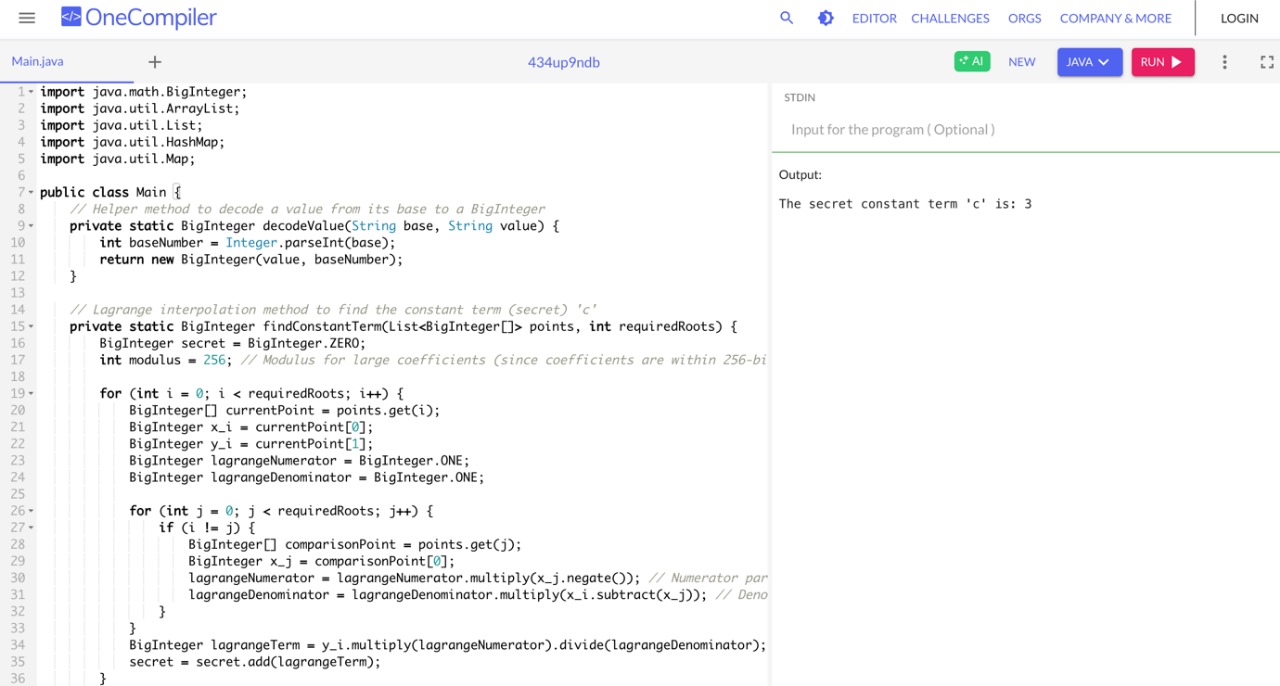 </> OneCompiler
EDITOR CHALLENGES ORGS COMPANY & MORE LOGIN
Main.java + 434up9ndb AI NEW JAVA RUN
1 import java.math.BigInteger;
2 import java.util.ArrayList;
3 import java.util.List;
4 import java.util.HashMap;
5 import java.util.Map;
6
7 public class Main {
8     // Helper method to decode a value from its base to a BigInteger
9     private static BigInteger decodeValue(String base, String value) {
10         int baseNumber = Integer.parseInt(base);
11         return new BigInteger(value, baseNumber);
12     }
13
14     // Lagrange interpolation method to find the constant term (secret) 'c'
15     private static BigInteger findConstantTerm(List<BigInteger[]> points, int requiredRoots) {
16         BigInteger secret = BigInteger.ZERO;
17         int modulus = 256; // Modulus for large coefficients (since coefficients are within 256-bi
18
19         for (int i = 0; i < requiredRoots; i++) {
20             BigInteger[] currentPoint = points.get(i);
21             BigInteger x_i = currentPoint[0];
22             BigInteger y_i = currentPoint[1];
23             BigInteger lagrangeNumerator = BigInteger.ONE;
24             BigInteger lagrangeDenominator = BigInteger.ONE;
25
26             for (int j = 0; j < requiredRoots; j++) {
27                 if (i != j) {
28                     BigInteger[] comparisonPoint = points.get(j);
29                     BigInteger x_j = comparisonPoint[0];
30                     lagrangeNumerator = lagrangeNumerator.multiply(x_j.negate()); // Numerator par
31                     lagrangeDenominator = lagrangeDenominator.multiply(x_i.subtract(x_j)); // Deno
32                 }
33             }
34             BigInteger lagrangeTerm = y_i.multiply(lagrangeNumerator).divide(lagrangeDenominator);
35             secret = secret.add(lagrangeTerm);
36         }
STDIN
Input for the program ( Optional )
Output:
The secret constant term 'c' is: 3